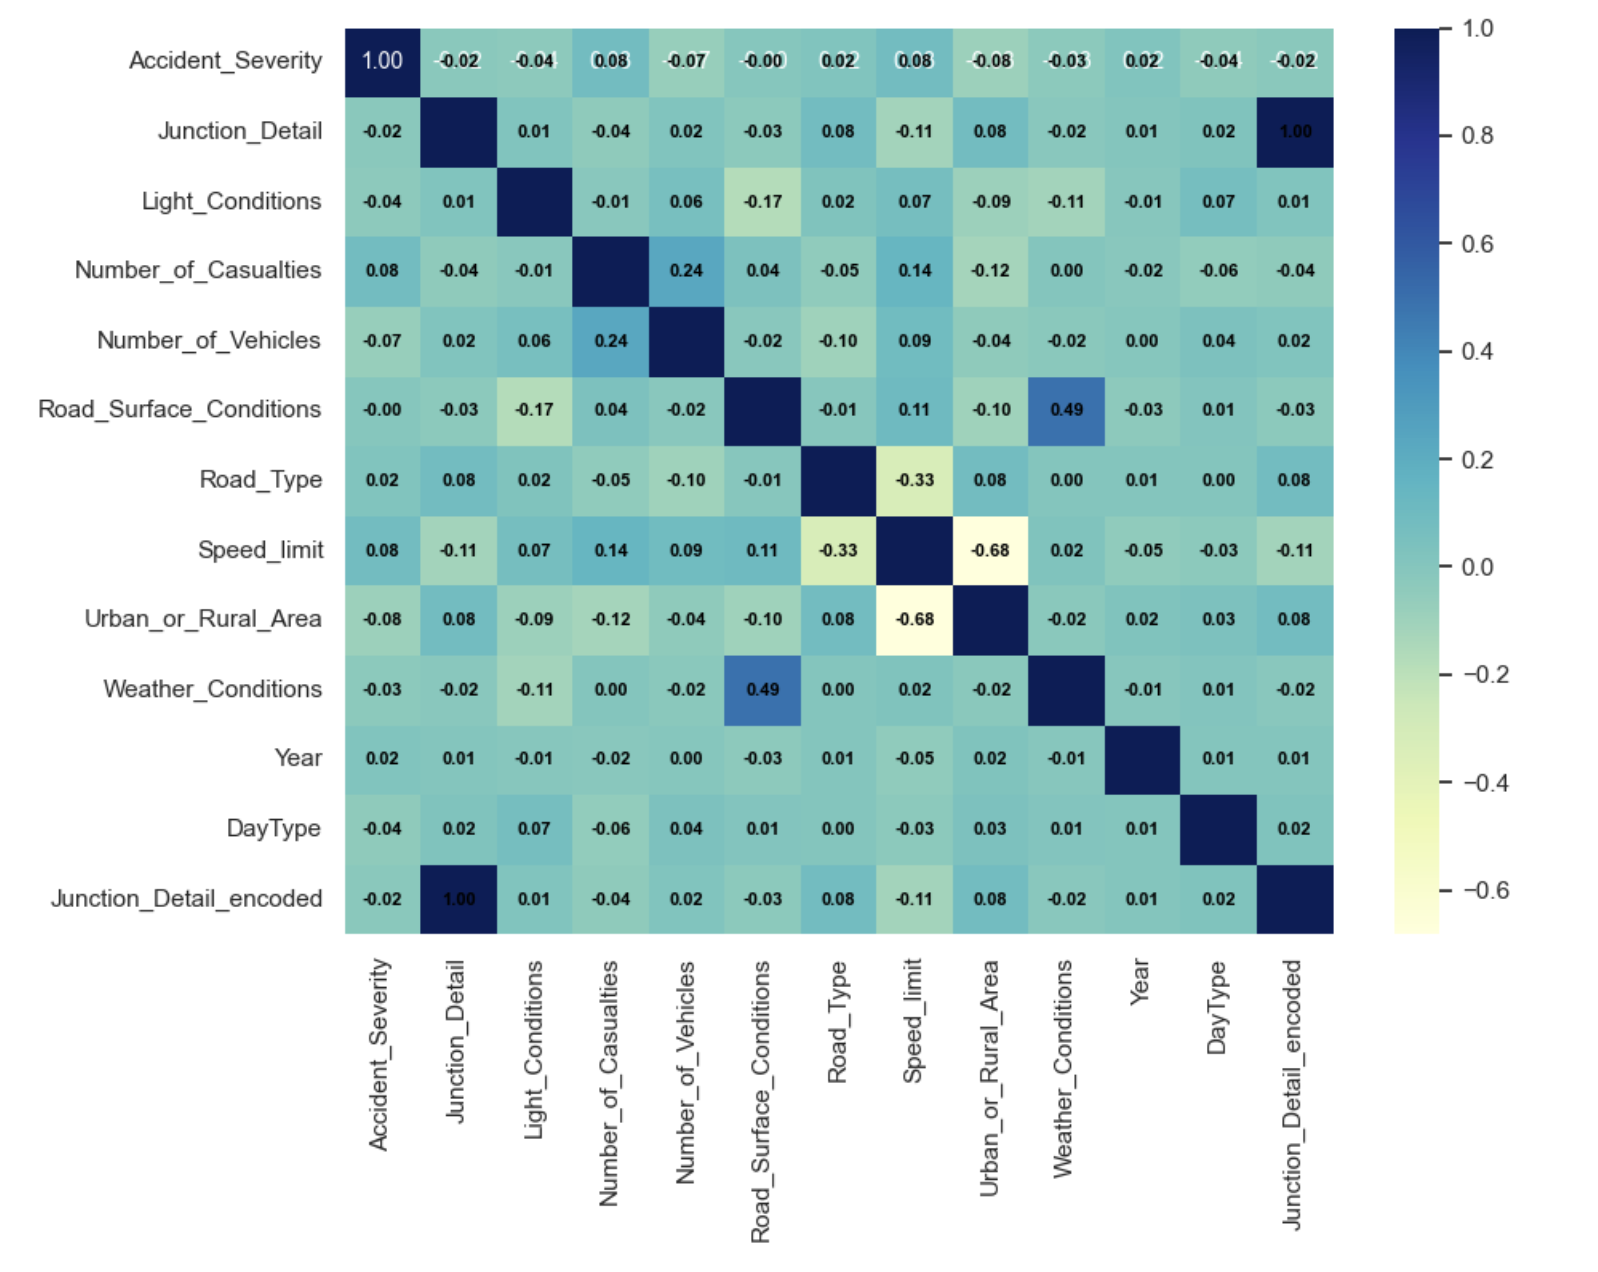 Accident_Severity 1.00 -0.02 -0.04 0.08 -0.07 -0.00 0.02 0.08 -0.08 -0.03 0.02 -0.04 -0.02
Junction_Detail -0.02 0.01 -0.04 0.02 -0.03 0.08 -0.11 0.08 -0.02 0.01 0.02 1.00
Light_Conditions -0.04 0.01 -0.01 0.06 -0.17 0.02 0.07 -0.09 -0.11 -0.01 0.07 0.01
Number_of_Casualties 0.08 -0.04 -0.01 0.24 0.04 -0.05 0.14 -0.12 0.00 -0.02 -0.06 -0.04
Number_of_Vehicles -0.07 0.02 0.06 0.24 -0.02 -0.10 0.09 -0.04 -0.02 0.00 0.04 0.02
Road_Surface_Conditions -0.00 -0.03 -0.17 0.04 -0.02 -0.01 0.11 -0.10 0.49 -0.03 0.01 -0.03
Road_Type 0.02 0.08 0.02 -0.05 -0.10 -0.01 -0.33 0.08 0.00 0.01 0.00 0.08
Speed_limit 0.08 -0.11 0.07 0.14 0.09 0.11 -0.33 -0.68 0.02 -0.05 -0.03 -0.11
Urban_or_Rural_Area -0.08 0.08 -0.09 -0.12 -0.04 -0.10 0.08 -0.68 -0.02 0.02 0.03 0.08
Weather_Conditions -0.03 -0.02 -0.11 0.00 -0.02 0.49 0.00 0.02 -0.02 -0.01 0.01 -0.02
Year 0.02 0.01 -0.01 -0.02 0.00 -0.03 0.01 -0.05 0.02 -0.01 0.01 0.01
DayType -0.04 0.02 0.07 -0.06 0.04 0.01 0.00 -0.03 0.03 0.01 0.01 0.02
Junction_Detail_encoded -0.02 1.00 0.01 -0.04 0.02 -0.03 0.08 -0.11 0.08 -0.02 0.01 0.02
Accident_Severity
Junction_Detail
Light_Conditions
Number_of_Casualties
Number_of_Vehicles
Road_Surface_Conditions
Road_Type
Speed_limit
Urban_or_Rural_Area
Weather_Conditions
Year
DayType
Junction_Detail_encoded
1.0
0.8
0.6
0.4
0.2
0.0
−0.2
−0.4
−0.6